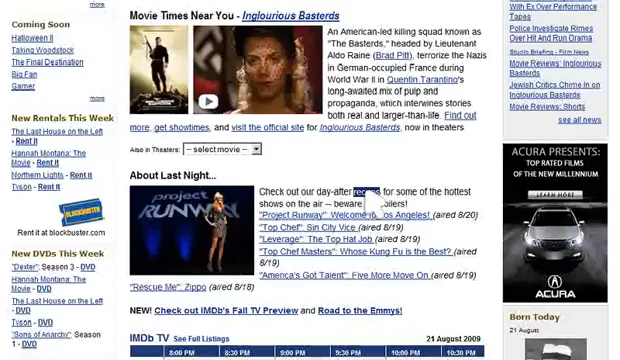 more
Coming Soon
Halloween II
Taking Woodstock
The Final Destination
Big Fan
Gamer
more
New Rentals This Week
The Last House on the Left
- Rent It
Hannah Montana: The
Movie - Rent It
Northern Lights - Rent It
Tyson - Rent It
BLOCKBUSTER
Rent it at blockbuster.com
New DVDs This Week
"Dexter": Season 3 - DVD
Hannah Montana: The
Movie - DVD
The Last House on the Left
- DVD
Tyson - DVD
"Sons of Anarchy": Season
1 - DVD
Movie Times Near You - Inglourious Basterds
An American-led killing squad known as
"The Basterds," headed by Lieutenant
Aldo Raine (Brad Pitt), terrorize the Nazis
in German-occupied France during
World War II in Quentin Tarantino's
long-awaited mix of pulp and
propaganda, which intertwines stories
both real and larger-than-life. Find out
more, get showtimes, and visit the official site for Inglourious Basterds, now in theaters.
Also in Theaters: -- select movie --
About Last Night...
project
RUNWAY
Check out our day-after for some of the hottest
shows on the air -- beware
"Project Runway": Welcome to Los Angeles! (aired 8/20)
"Top Chef": Sin City Vice (aired 8/19)
"Leverage": The Top Hat Job (aired 8/19)
"Top Chef Masters": Whose Kung Fu is the Best? (aired
8/19)
"America's Got Talent": Five More Move On (aired 8/19)
"Rescue Me": Zippo (aired 8/18)
NEW! Check out IMDb's Fall TV Preview and Road to the Emmys!
IMDb TV See Full Listings 21 August 2009
8:00 PM 8:30 PM 9:00 PM 9:30 PM 10:00 PM 10:30 PM
With Ex Over Performance
Tapes
Police Investigate Rimes
Over Hit And Run Drama
Studio Briefing - Film News
Movie Reviews: Inglourious
Basterds
Jewish Critics Chime In on
Basterds
Movie Reviews: Shorts
see all news
ACURA PRESENTS:
TOP RATED FILMS
OF THE NEW MILLENNIUM
LEARN MORE
ACURA
Born Today
21 August